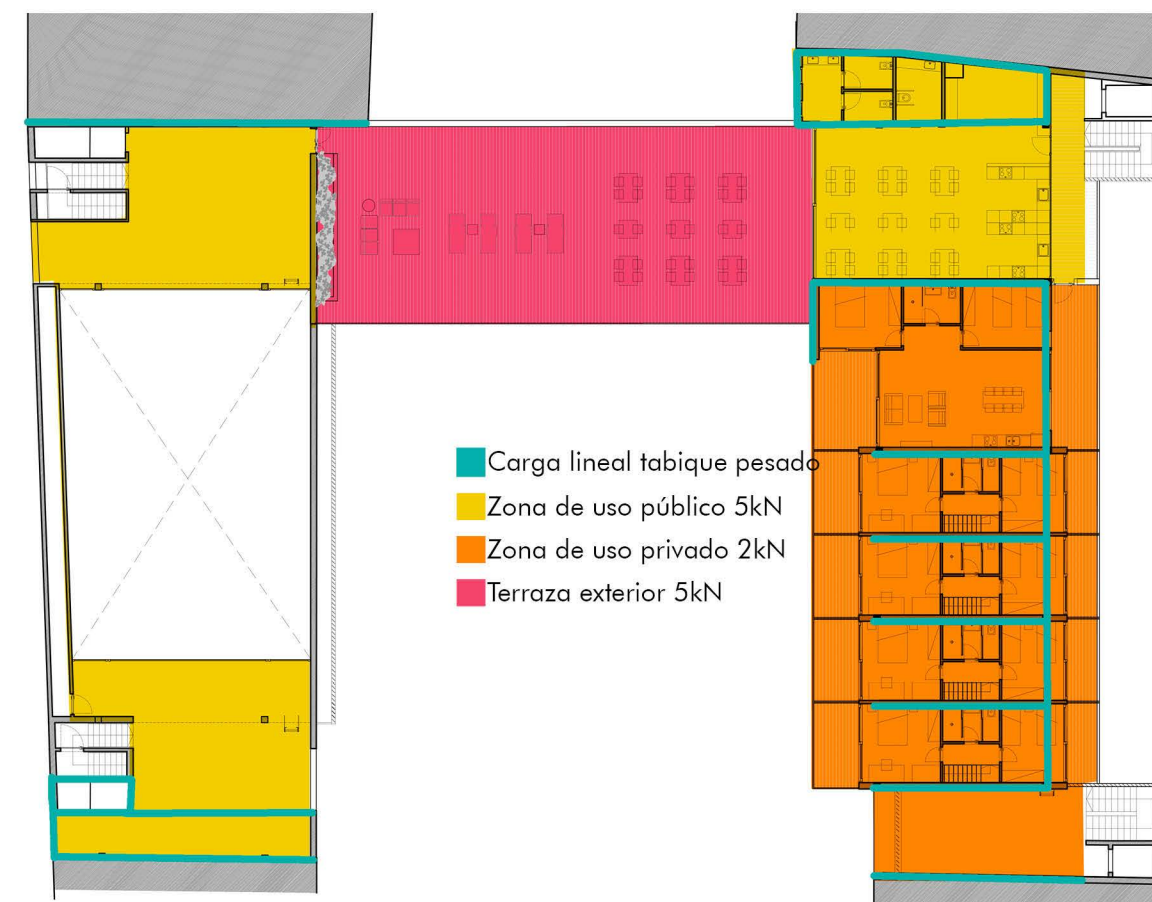 Carga lineal tabique pesado
Zona de uso público 5kN
Zona de uso privado 2kN
Terraza exterior 5kN